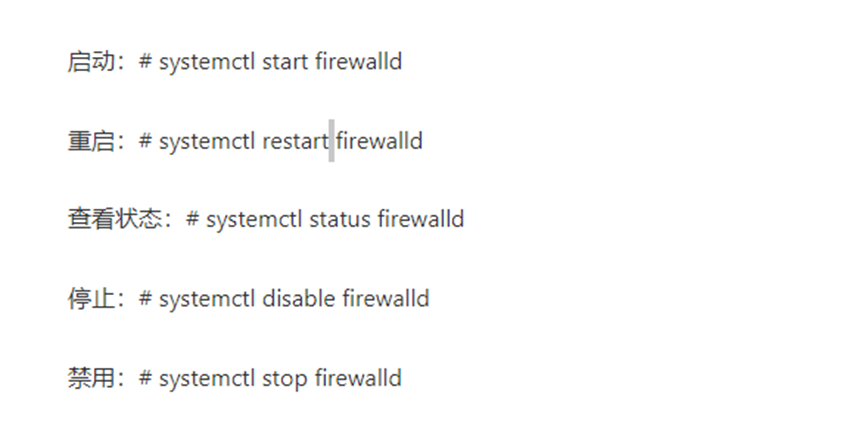 启动：# systemctl start firewalld
重启：# systemctl restart firewalld
查看状态：# systemctl status firewalld
停止：# systemctl disable firewalld
禁用：# systemctl stop firewalld